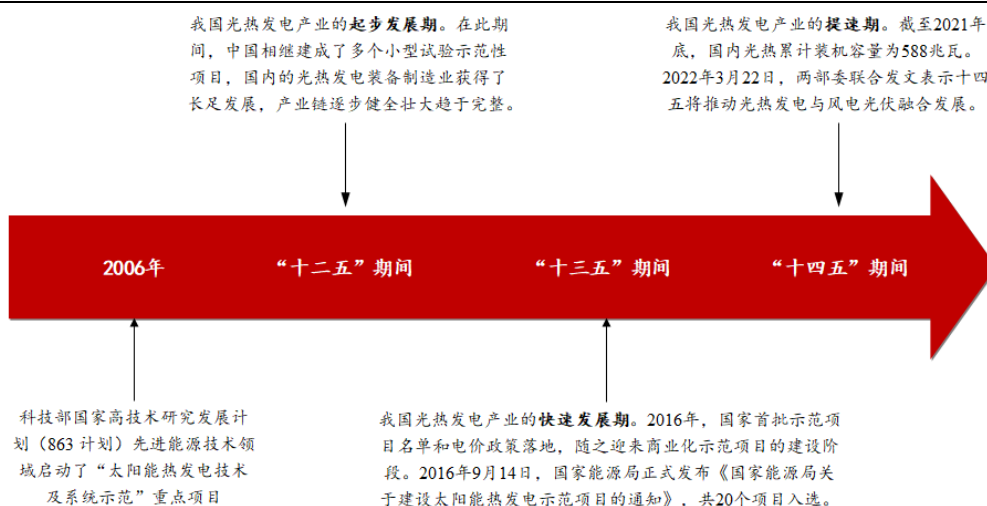 我国光热发电产业的起步发展期。在此期
间，中国相继建成了多个小型试验示范性
项目，国内的光热发电装备制造业获得了
长足发展，产业链逐步健全壮大趋于完整。
我国光热发电产业的提速期。截至2021年
底，国内光热累计装机容量为588兆瓦。
2022年3月22日，两部委联合发文表示十四
五将推动光热发电与风电光伏融合发展。
2006年
“十二五”期间
“十三五”期间
“十四五”期间
科技部国家高技术研究发展计
划（863 计划）先进能源技术领
域启动了“太阳能热发电技术
及系统示范”重点项目
我国光热发电产业的快速发展期。2016年，国家首批示范项
目名单和电价政策落地，随之迎来商业化示范项目的建设阶
段。2016年9月14日，国家能源局正式发布《国家能源局关
于建设太阳能热发电示范项目的通知》，共20个项目入选。